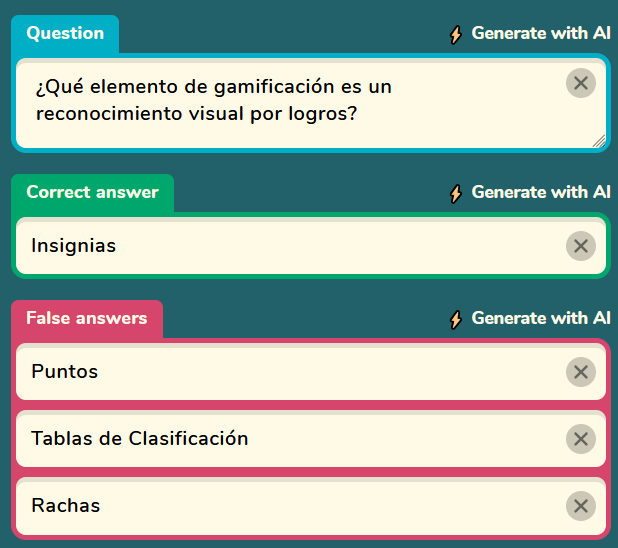 Question
Generate with AI
¿Qué elemento de gamificación es un
reconocimiento visual por logros?
Correct answer
Generate with AI
Insignias
False answers
Generate with AI
Puntos
Tablas de Clasificación
Rachas